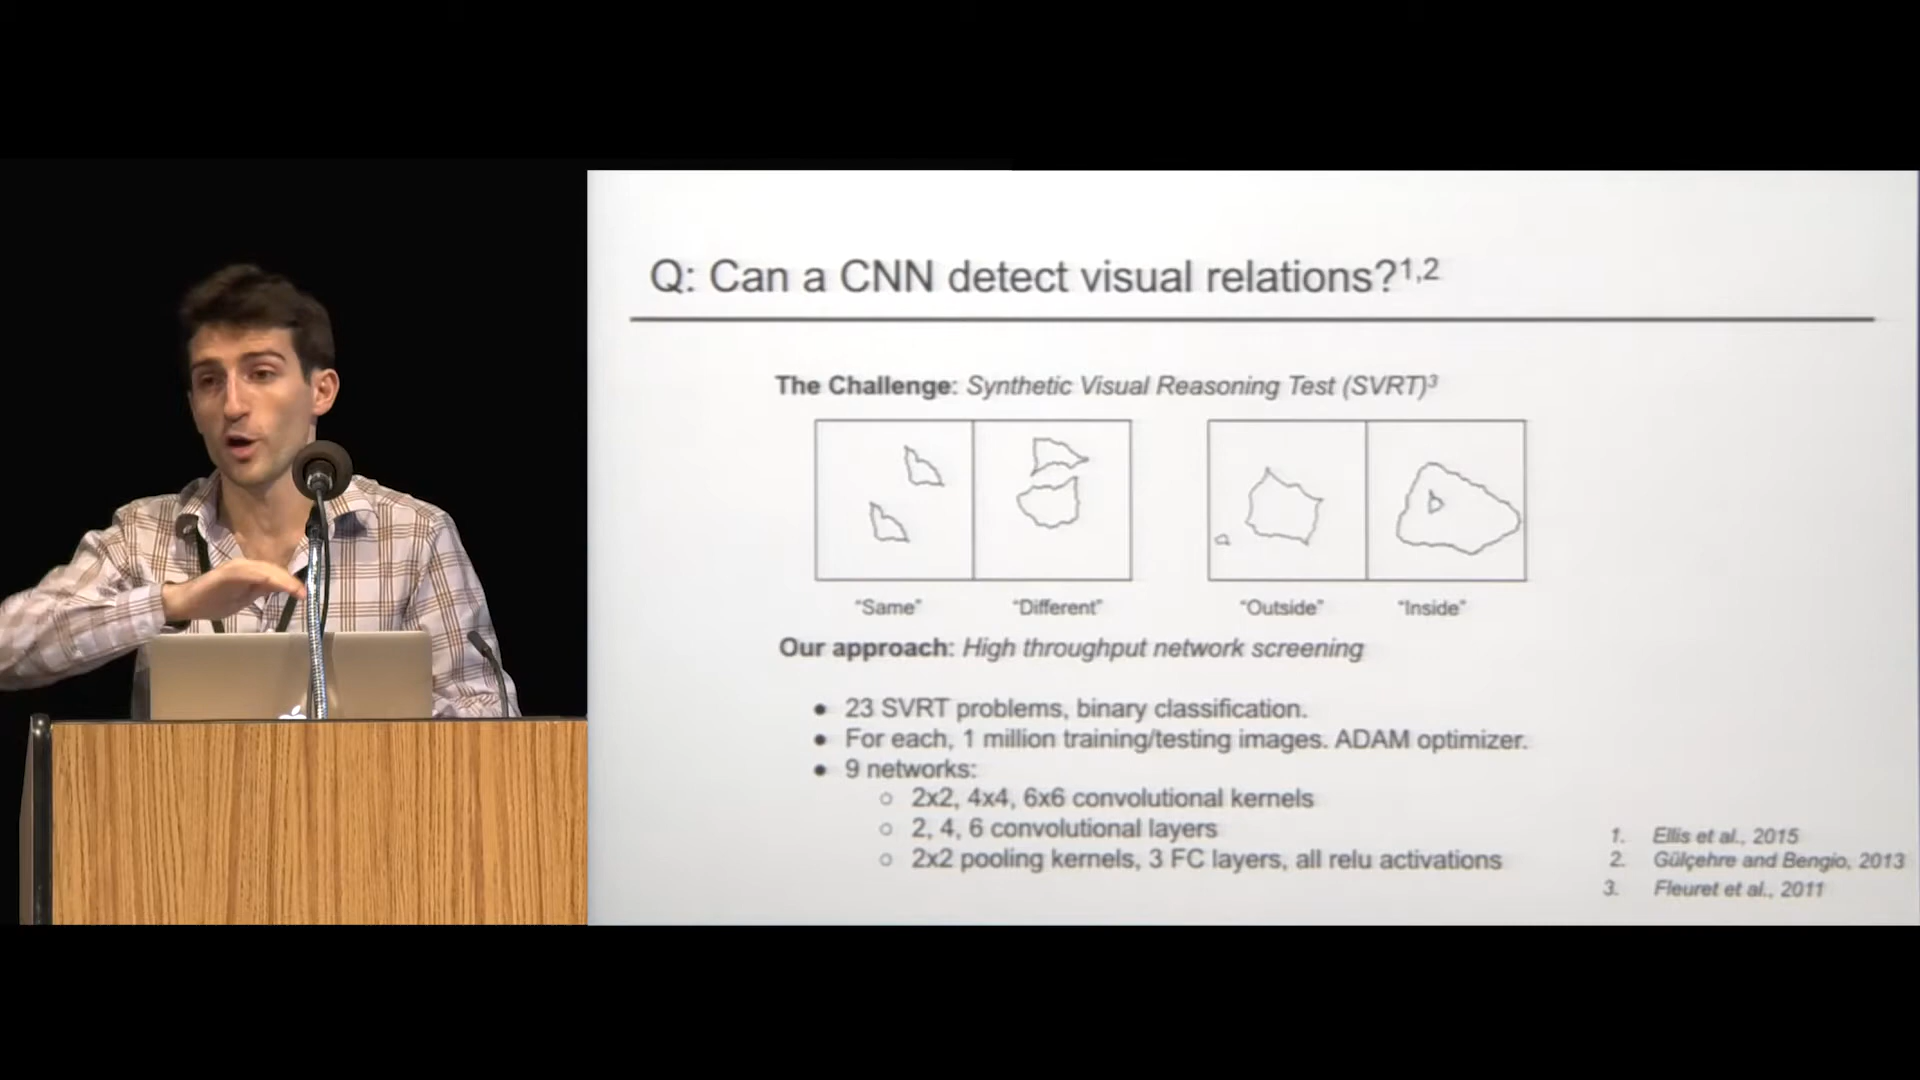 Q: Can a CNN detect visual relations?1,2
The Challenge: Synthetic Visual Reasoning Test (SVRT)3
"Same" "Different" "Outside" "Inside"
Our approach: High throughput network screening
• 23 SVRT problems, binary classification.
• For each, 1 million training/testing images. ADAM optimizer.
• 9 networks:
○ 2x2, 4x4, 6x6 convolutional kernels
○ 2, 4, 6 convolutional layers
○ 2x2 pooling kernels, 3 FC layers, all relu activations
1. Ellis et al., 2015
2. Gülçehre and Bengio, 2013
3. Fleuret et al., 2011